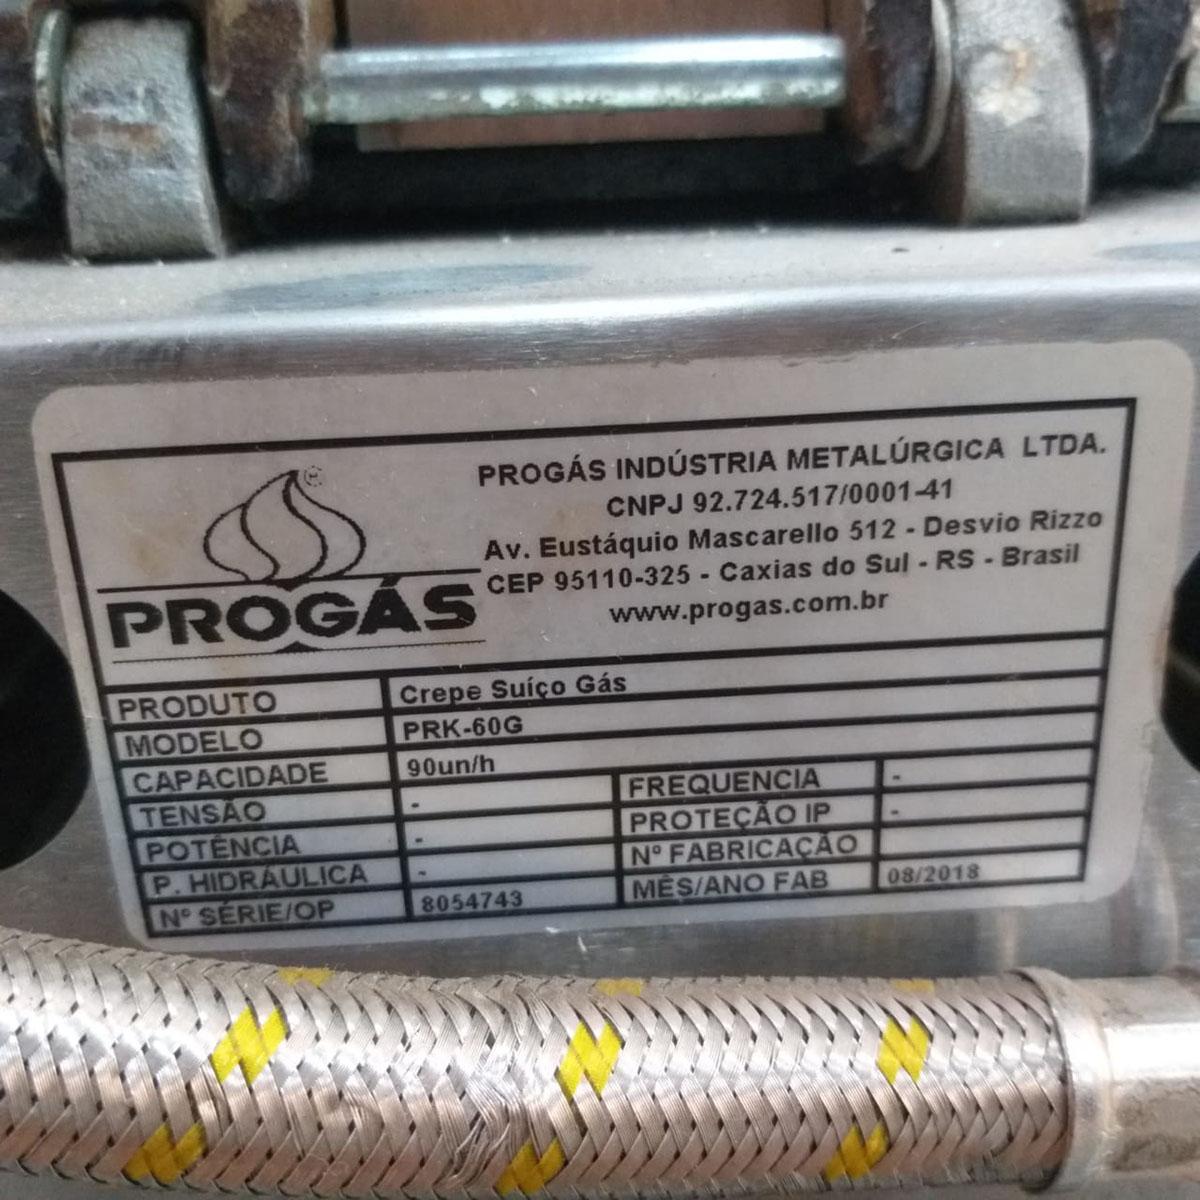 PROGÁS INDÚSTRIA METALÚRGICA LTDA.
CNPJ 92.724.517/0001-41
Av. Eustáquio Mascarello 512 - Desvio Rizzo
CEP 95110-325 - Caxias do Sul - RS - Brasil
www.progas.com.br
PROGÁS
PRODUTO Crepe Suíço Gás
MODELO PRK-60G
CAPACIDADE 90un/h
TENSÃO - FREQUENCIA -
POTÊNCIA - PROTEÇÃO IP -
P. HIDRÁULICA - Nº FABRICAÇÃO
Nº SÉRIE/OP 8054743 MÊS/ANO FAB 08/2018